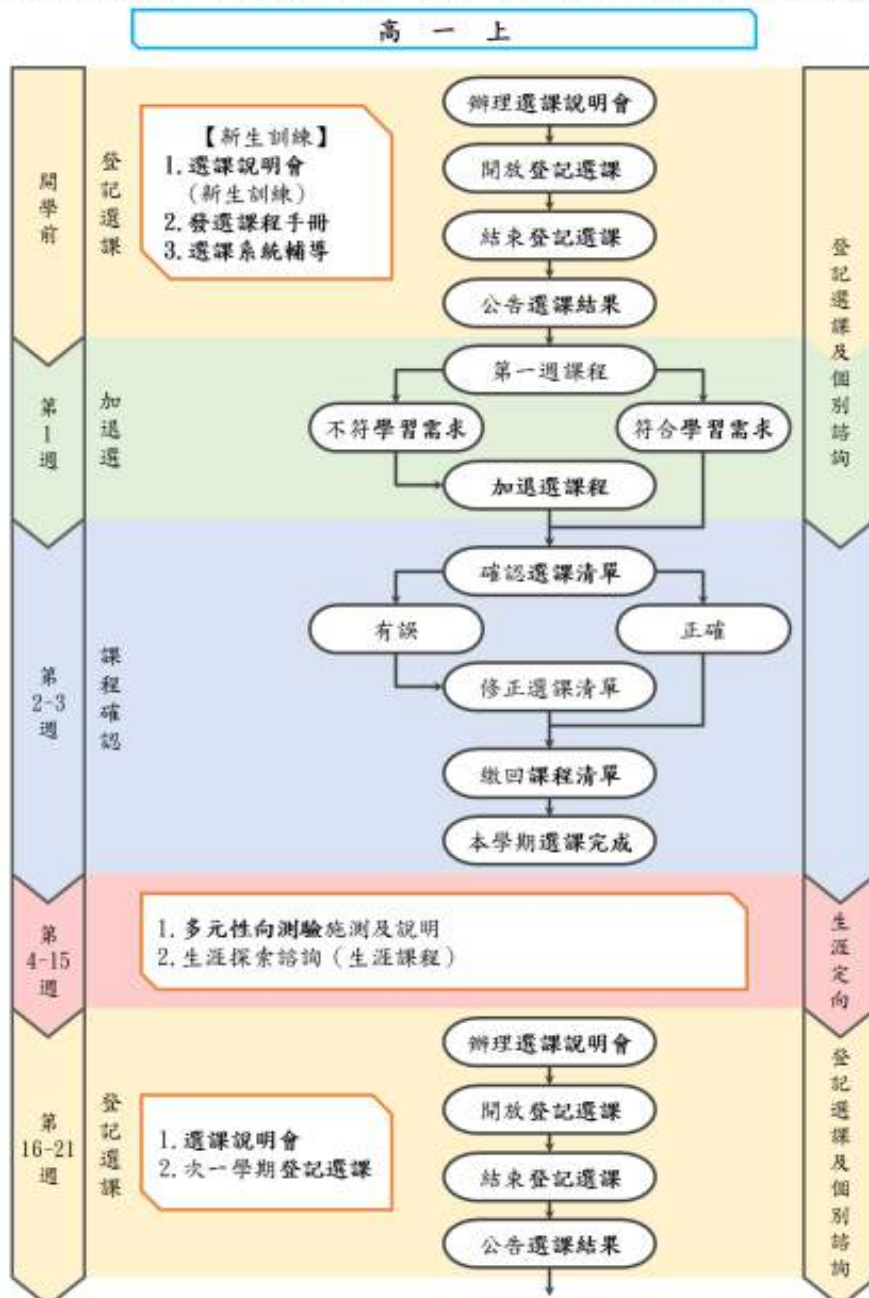 高一上
開學前
登記選課
【新生訓練】
1.選課說明會
(新生訓練)
2.發選課程手冊
3.選課系統輔導
辦理選課說明會
開放登記選課
結束登記選課
公告選課結果
登記選課及個別諮詢
第
1
週
加退選
第一週課程
不符學習需求
符合學習需求
加退選課程
第
2-3
週
課程確認
確認選課清單
有誤
正確
修正選課清單
繳回課程清單
本學期選課完成
第
4-15
週
1.多元性向測驗施測及說明
2.生涯探索諮詢（生涯課程）
生涯定向
第
16-21
週
登記選課
1.選課說明會
2.次一學期登記選課
辦理選課說明會
開放登記選課
結束登記選課
公告選課結果
登記選課及個別諮詢